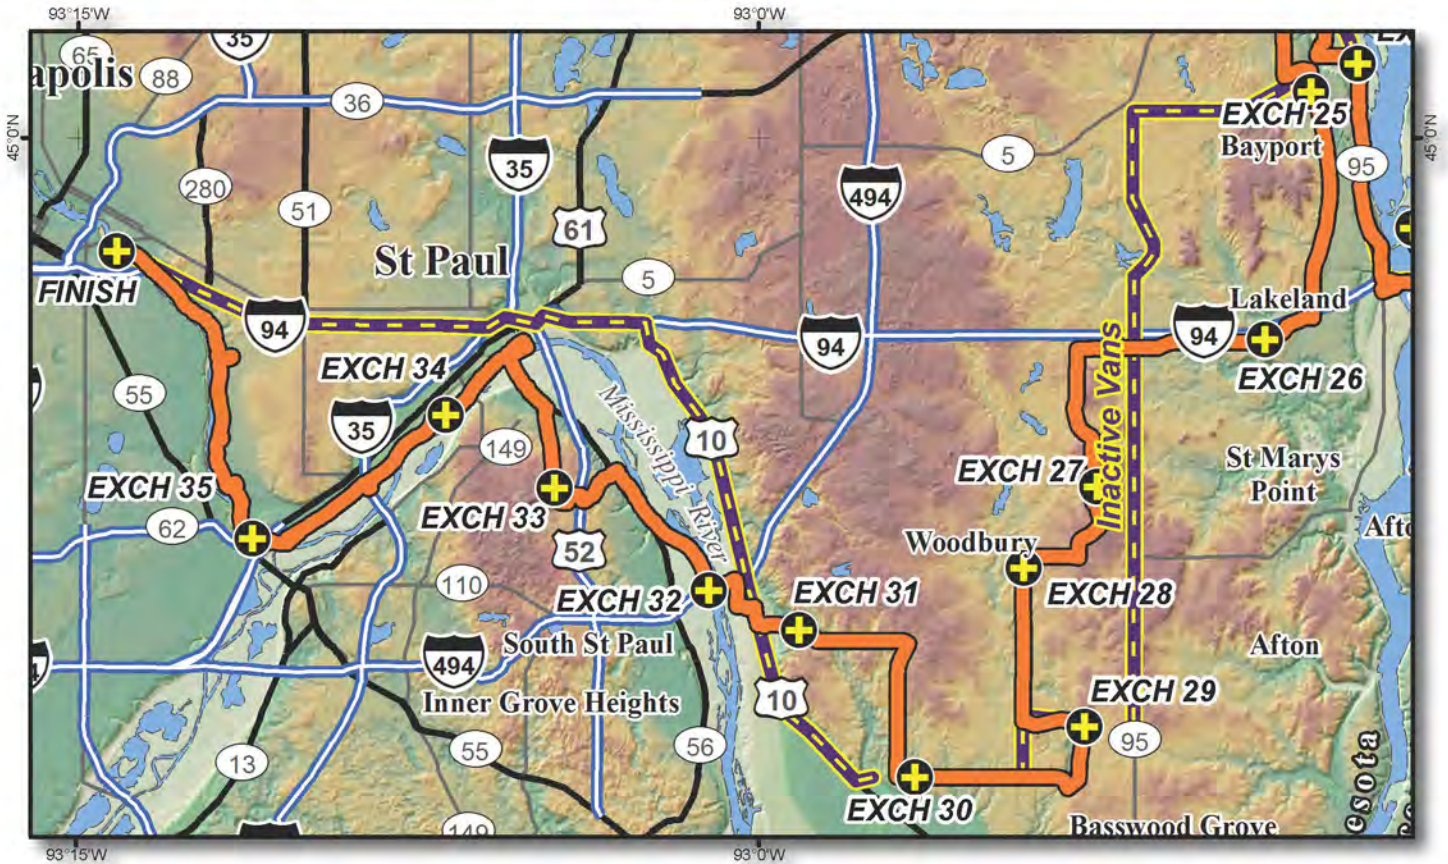 93°15'W
93°0'W
45°0'N
45°0'N
65
35
apolis
88
36
EXCH 25
Bayport
5
95
35
494
280
51
61
St Paul
5
FINISH
Lakeland
94
94
94
EXCH 34
EXCH 26
55
Mississippi River
35
149
10
Inactive Vans
EXCH 27
St Marys
Point
EXCH 35
EXCH 33
62
52
Woodbury
Afto
110
EXCH 32
EXCH 31
EXCH 28
South St Paul
Afton
494
Inner Grove Heights
10
EXCH 29
13
55
56
95
EXCH 30
esota
149
Basswood Grove
93°15'W
93°0'W